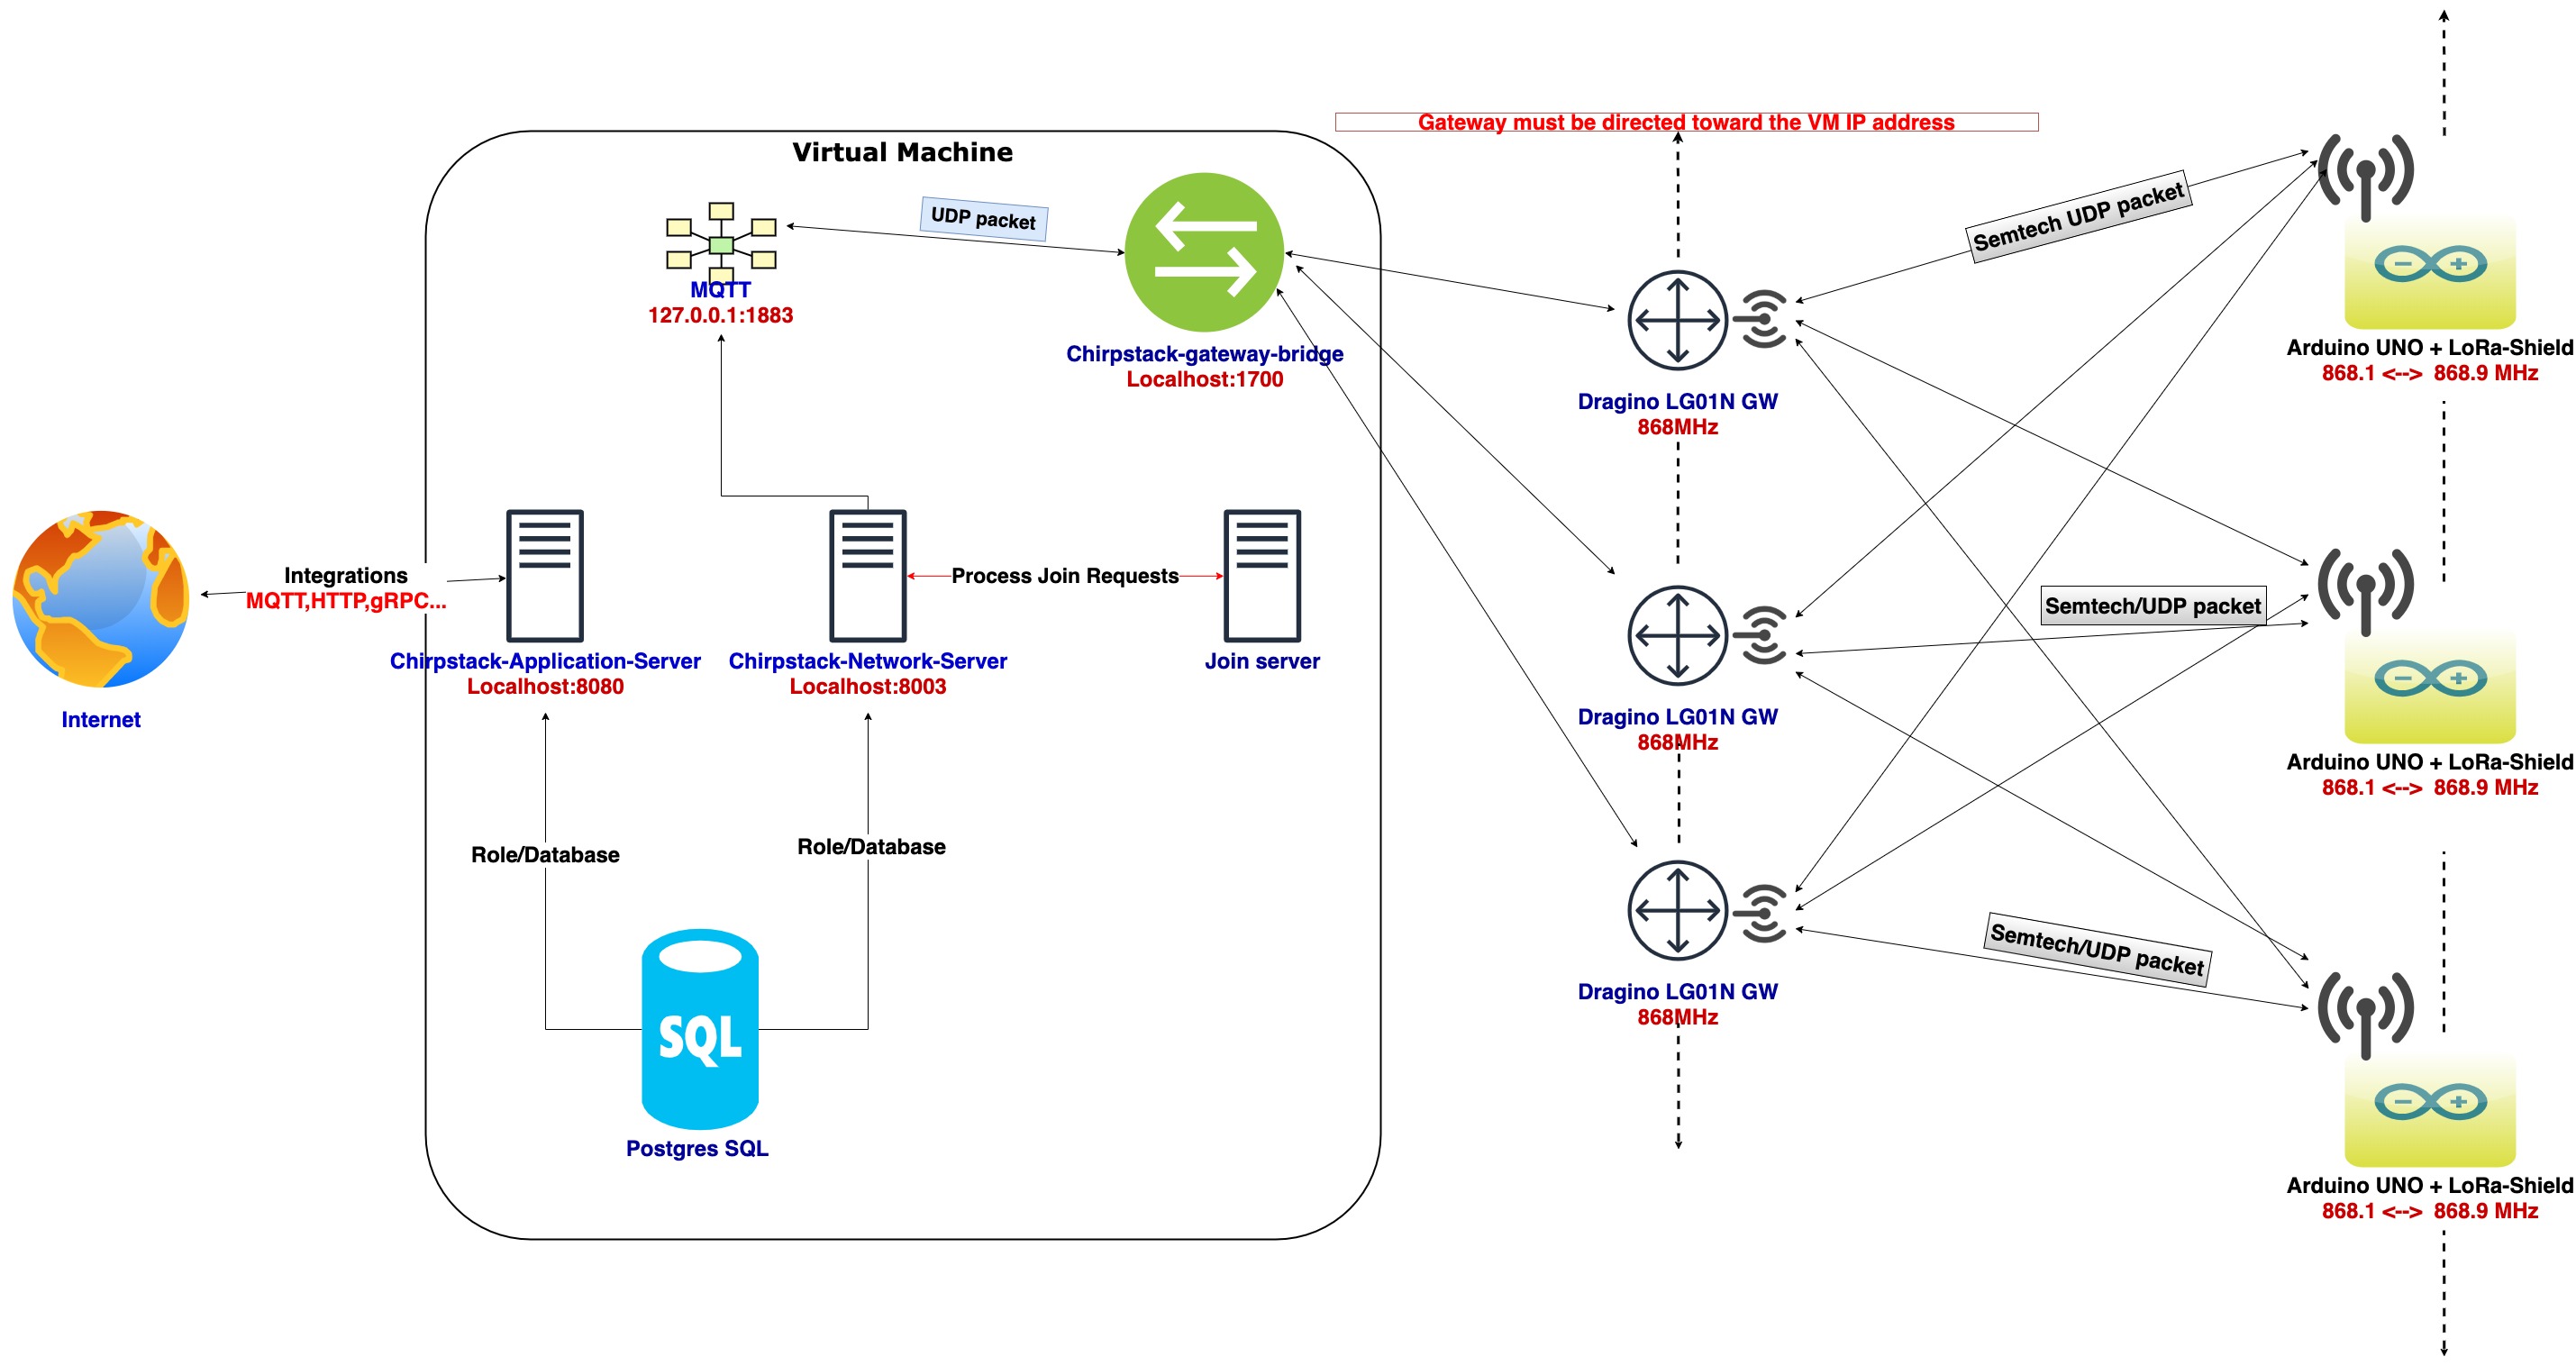 Gateway must be directed toward the VM IP address
Virtual Machine
UDP packet
MQTT
127.0.0.1:1883
Chirpstack-gateway-bridge
Localhost:1700
Semtech UDP packet
Dragino LG01N GW
868MHz
Arduino UNO + LoRa-Shield
868.1 <--> 868.9 MHz
Integrations
MQTT,HTTP,gRPC...
Internet
Chirpstack-Application-Server
Localhost:8080
Chirpstack-Network-Server
Localhost:8003
Process Join Requests
Join server
Semtech/UDP packet
Dragino LG01N GW
868MHz
Arduino UNO + LoRa-Shield
868.1 <--> 868.9 MHz
Role/Database
Role/Database
SQL
Postgres SQL
Semtech/UDP packet
Dragino LG01N GW
868MHz
Arduino UNO + LoRa-Shield
868.1 <--> 868.9 MHz